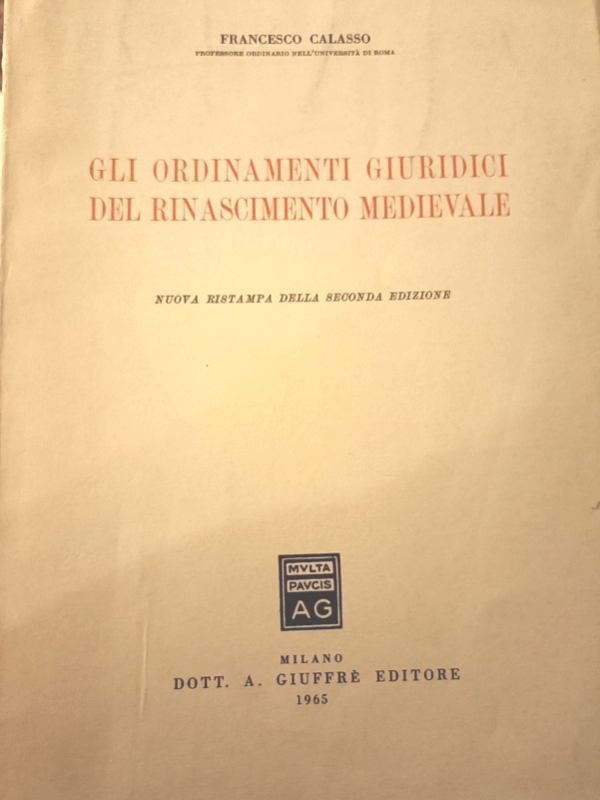 FRANCESCO CALASSO
PROFESSORE ORDINARIO NELL'UNIVERSITÀ DI ROMA
GLI ORDINAMENTI GIURIDICI
DEL RINASCIMENTO MEDIEVALE
NUOVA RISTAMPA DELLA SECONDA EDIZIONE
MVLTA
PAVCIS
AG
MILANO
DOTT. A. GIUFFRÈ EDITORE
1965